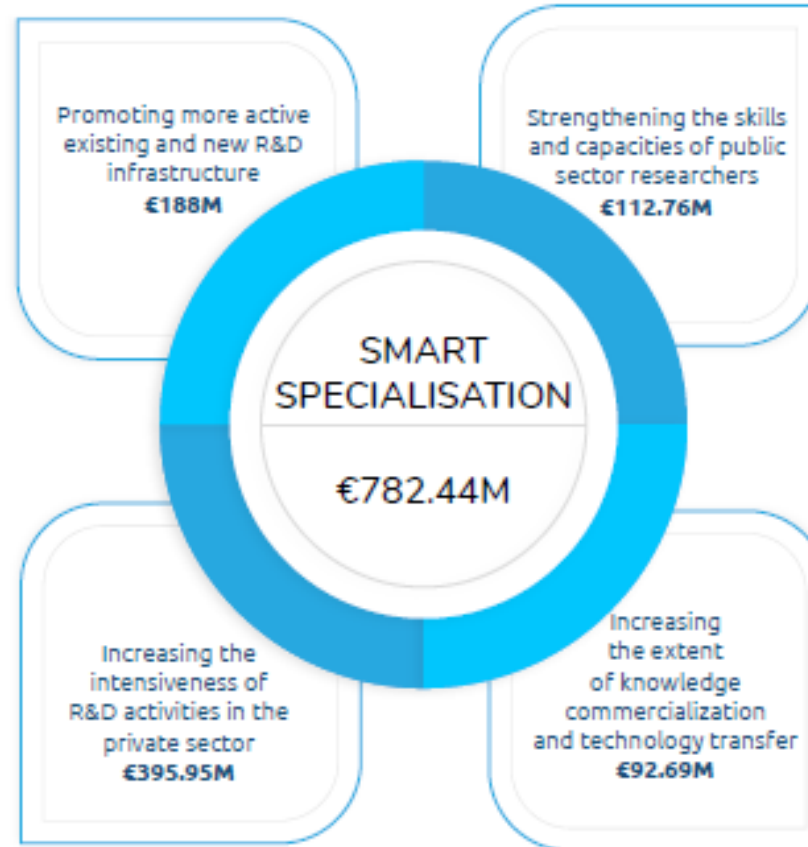 Promoting more active
existing and new R&D
infrastructure
€188M
Strengthening the skills
and capacities of public
sector researchers
€112.76M
SMART
SPECIALISATION
€782.44M
Increasing the
intensiveness of
R&D activities in the
private sector
€395.95M
Increasing
the extent
of knowledge
commercialization
and technology transfer
€92.69M